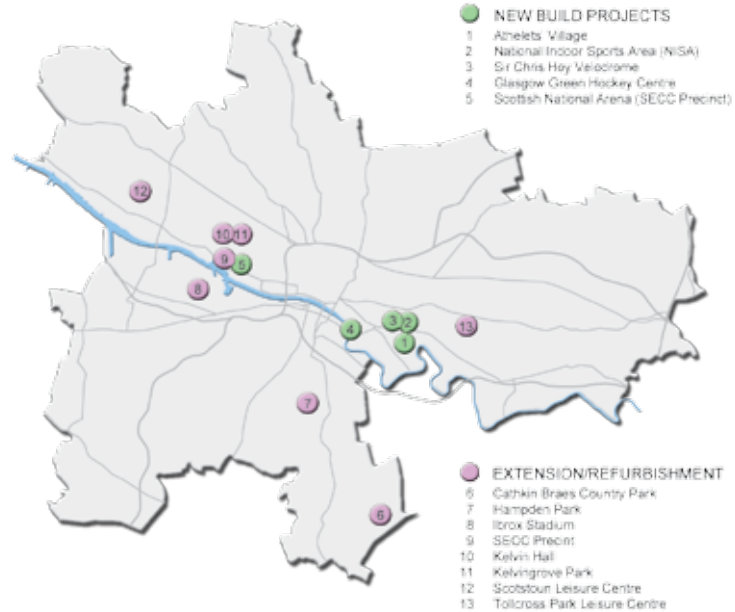 NEW BUILD PROJECTS
1 Athelets Village
2 National Indoor Sports Area (NISA)
3 Sir Chris Hoy Velodrome
4 Glasgow Green Hockey Centre
5 Scottish National Arena (SECC Precinct)
12
10 11
9 5
8
4 3 2 13
1
7
6
EXTENSION/REFURBISHMENT
6 Cathkin Braes Country Park
7 Hampden Park
8 Ibrox Stadium
9 SECC Precint
10 Kelvin Hall
11 Kelvingrove Park
12 Scotstoun Leisure Centre
13 Tollcross Park Leisure Centre